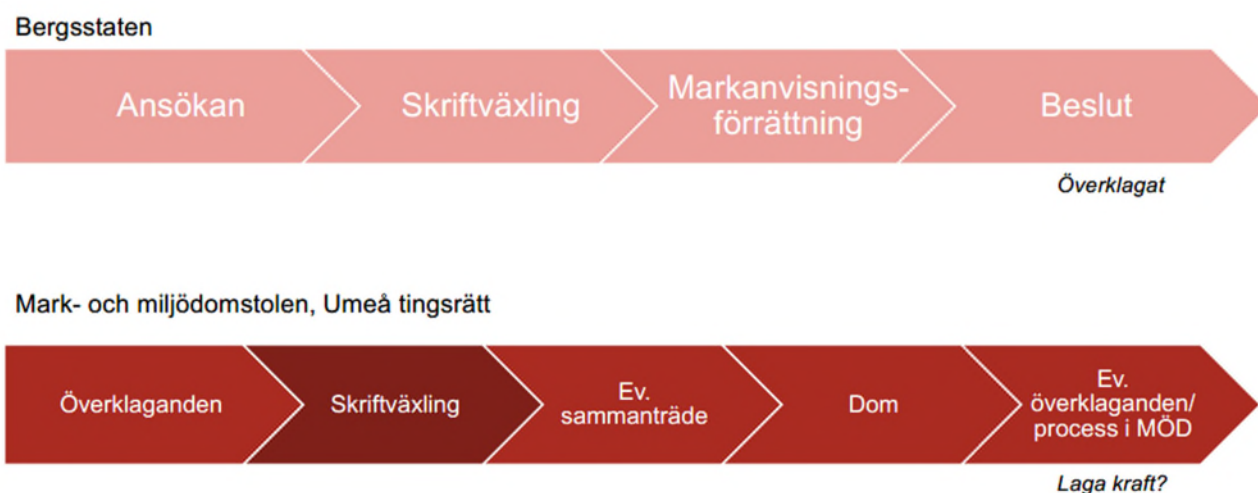 Bergsstaten
Ansökan
Skriftväxling
Markanvisnings-
förrättning
Beslut
Överklagat
Mark- och miljödomstolen, Umeå tingsrätt
Överklaganden
Skriftväxling
Ev.
sammanträde
Dom
Ev.
överklaganden/
process i MÖD
Laga kraft?